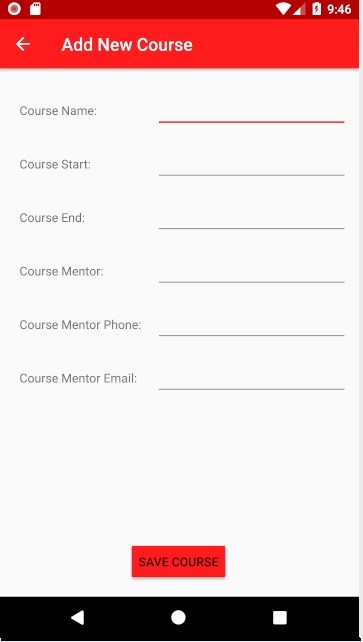 9:46
Add New Course
Course Name:
Course Start:
Course End:
Course Mentor:
Course Mentor Phone:
Course Mentor Email:
SAVE COURSE